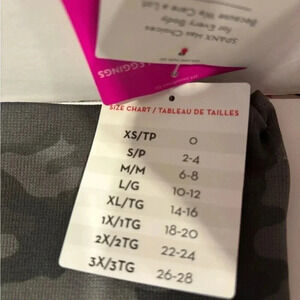 SPANX Has Choices
for Every Body
Because We Care a Lot!
LEGGINGS
SIZE CHART / TABLEAU DE TAILLES
XS/TP 0
S/P 2-4
M/M 6-8
L/G 10-12
XL/TG 14-16
1X/1TG 18-20
2X/2TG 22-24
3X/3TG 26-28